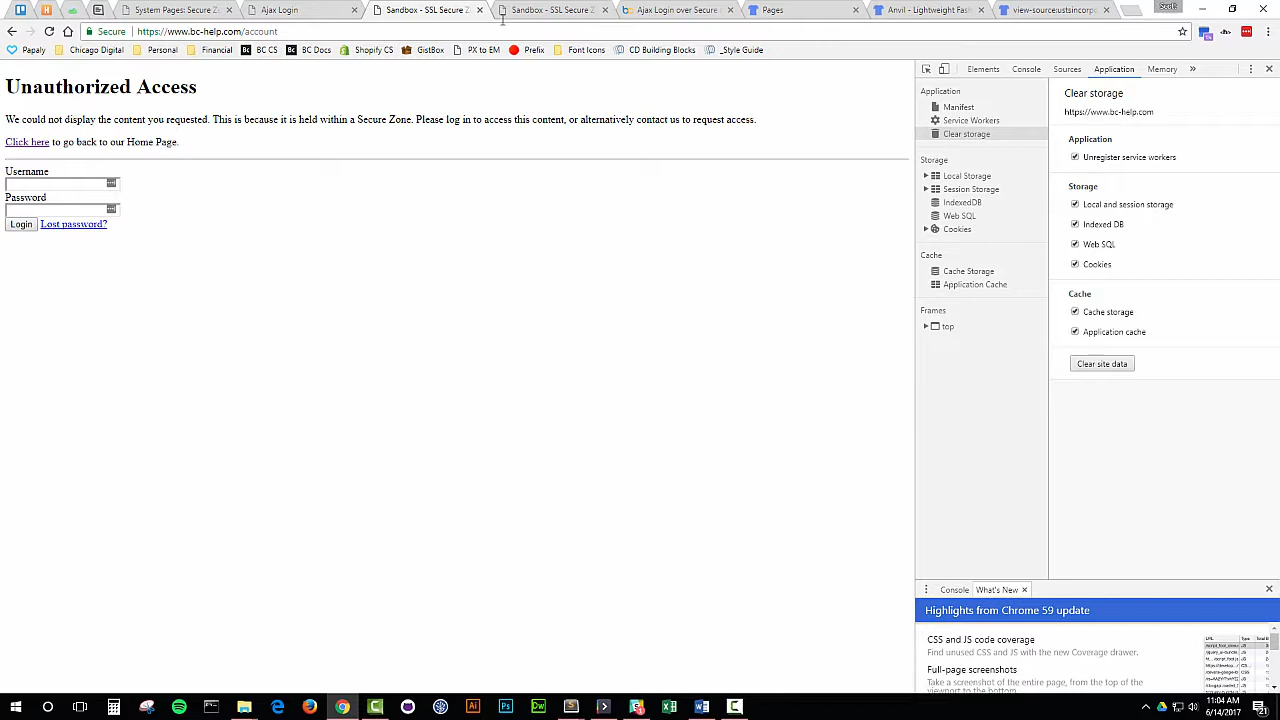 System Pages: Secure Z
Ajax Login
Sandbox - SSL Secure Z
Sandbox - SSL Secure Z
Ajax Login over Secure
Pages
Anvil - Lightweight Fash
view-source:ustsincorp
Secure https://www.bc-help.com/account
Papaly Chicago Digital Personal Financial BC CS BC Docs Shopify CS GistBox PX to EM Prefix Font Icons CD Building Blocks _Style Guide
Unauthorized Access
We could not display the content you requested. This is because it is held within a Secure Zone. Please log in to access this content, or alternatively contact us to request access.
Click here to go back to our Home Page.
Username
Password
Login Lost password?
Elements Console Sources Application Memory »
Application
Manifest
Service Workers
Clear storage
Storage
Local Storage
Session Storage
IndexedDB
Web SQL
Cookies
Cache
Cache Storage
Application Cache
Frames
top
Clear storage
https://www.bc-help.com
Application
Unregister service workers
Storage
Local and session storage
Indexed DB
Web SQL
Cookies
Cache
Cache storage
Application cache
Clear site data
Console What's New
Highlights from Chrome 59 update
CSS and JS code coverage
Find unused CSS and JS with the new Coverage drawer.
Full-page screenshots
Take a screenshot of the entire page, from the top of the
viewport to the bottom.
11:04 AM
6/14/2017